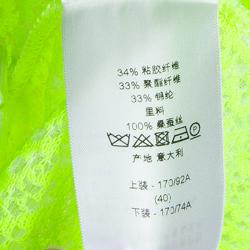 34% 粘胶纤维
33% 聚酯纤维
33% 锦纶
里料
100% 桑蚕丝
产地 意大利
上装 - 170/92A
(40)
下装 - 170/74A